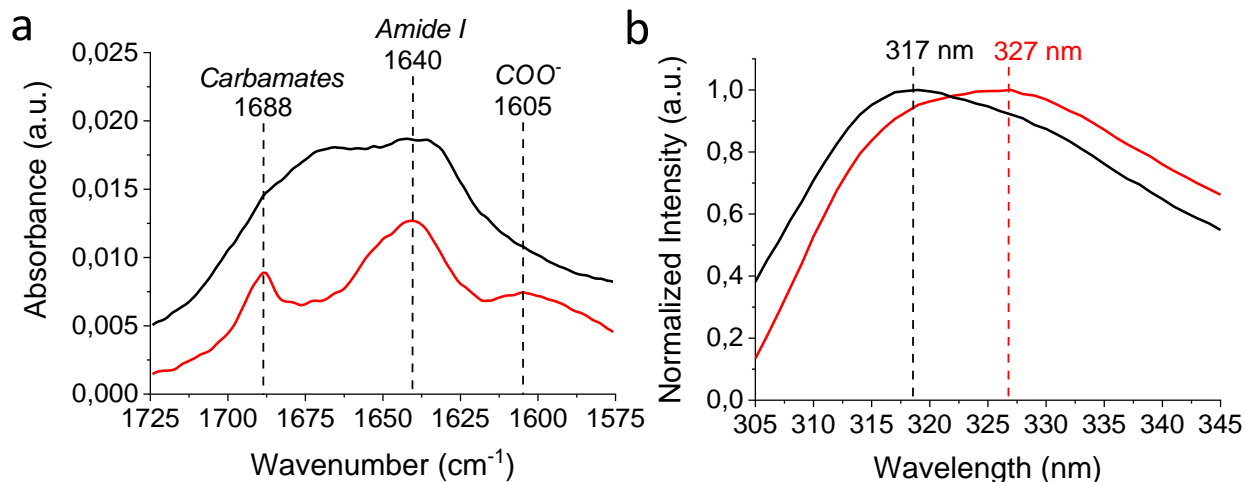 a
Carbamates
1688
Amide I
1640
COO⁻
1605
0,025
0,020
0,015
0,010
0,005
0,000
Absorbance (a.u.)
1725 1700 1675 1640 1625 1600 1575
Wavenumber (cm⁻¹)
b
317 nm 327 nm
1,0
0,8
0,6
0,4
0,2
0,0
Normalized Intensity (a.u.)
305 310 315 320 325 330 335 340 345
Wavelength (nm)